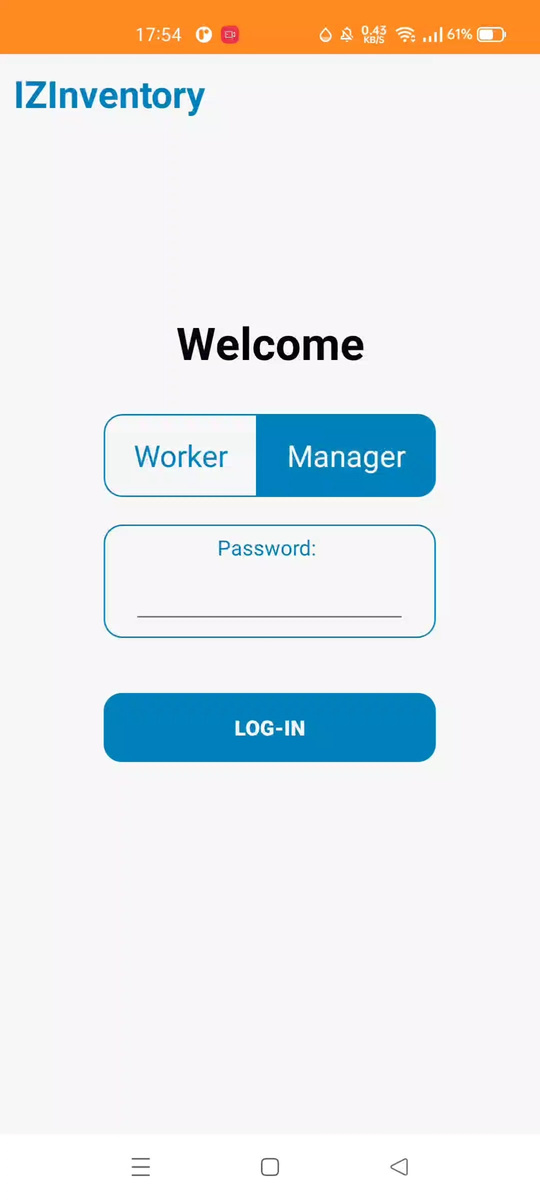 17:54 0.43 KB/S 61%
IZInventory
Welcome
Worker Manager
Password:
LOG-IN